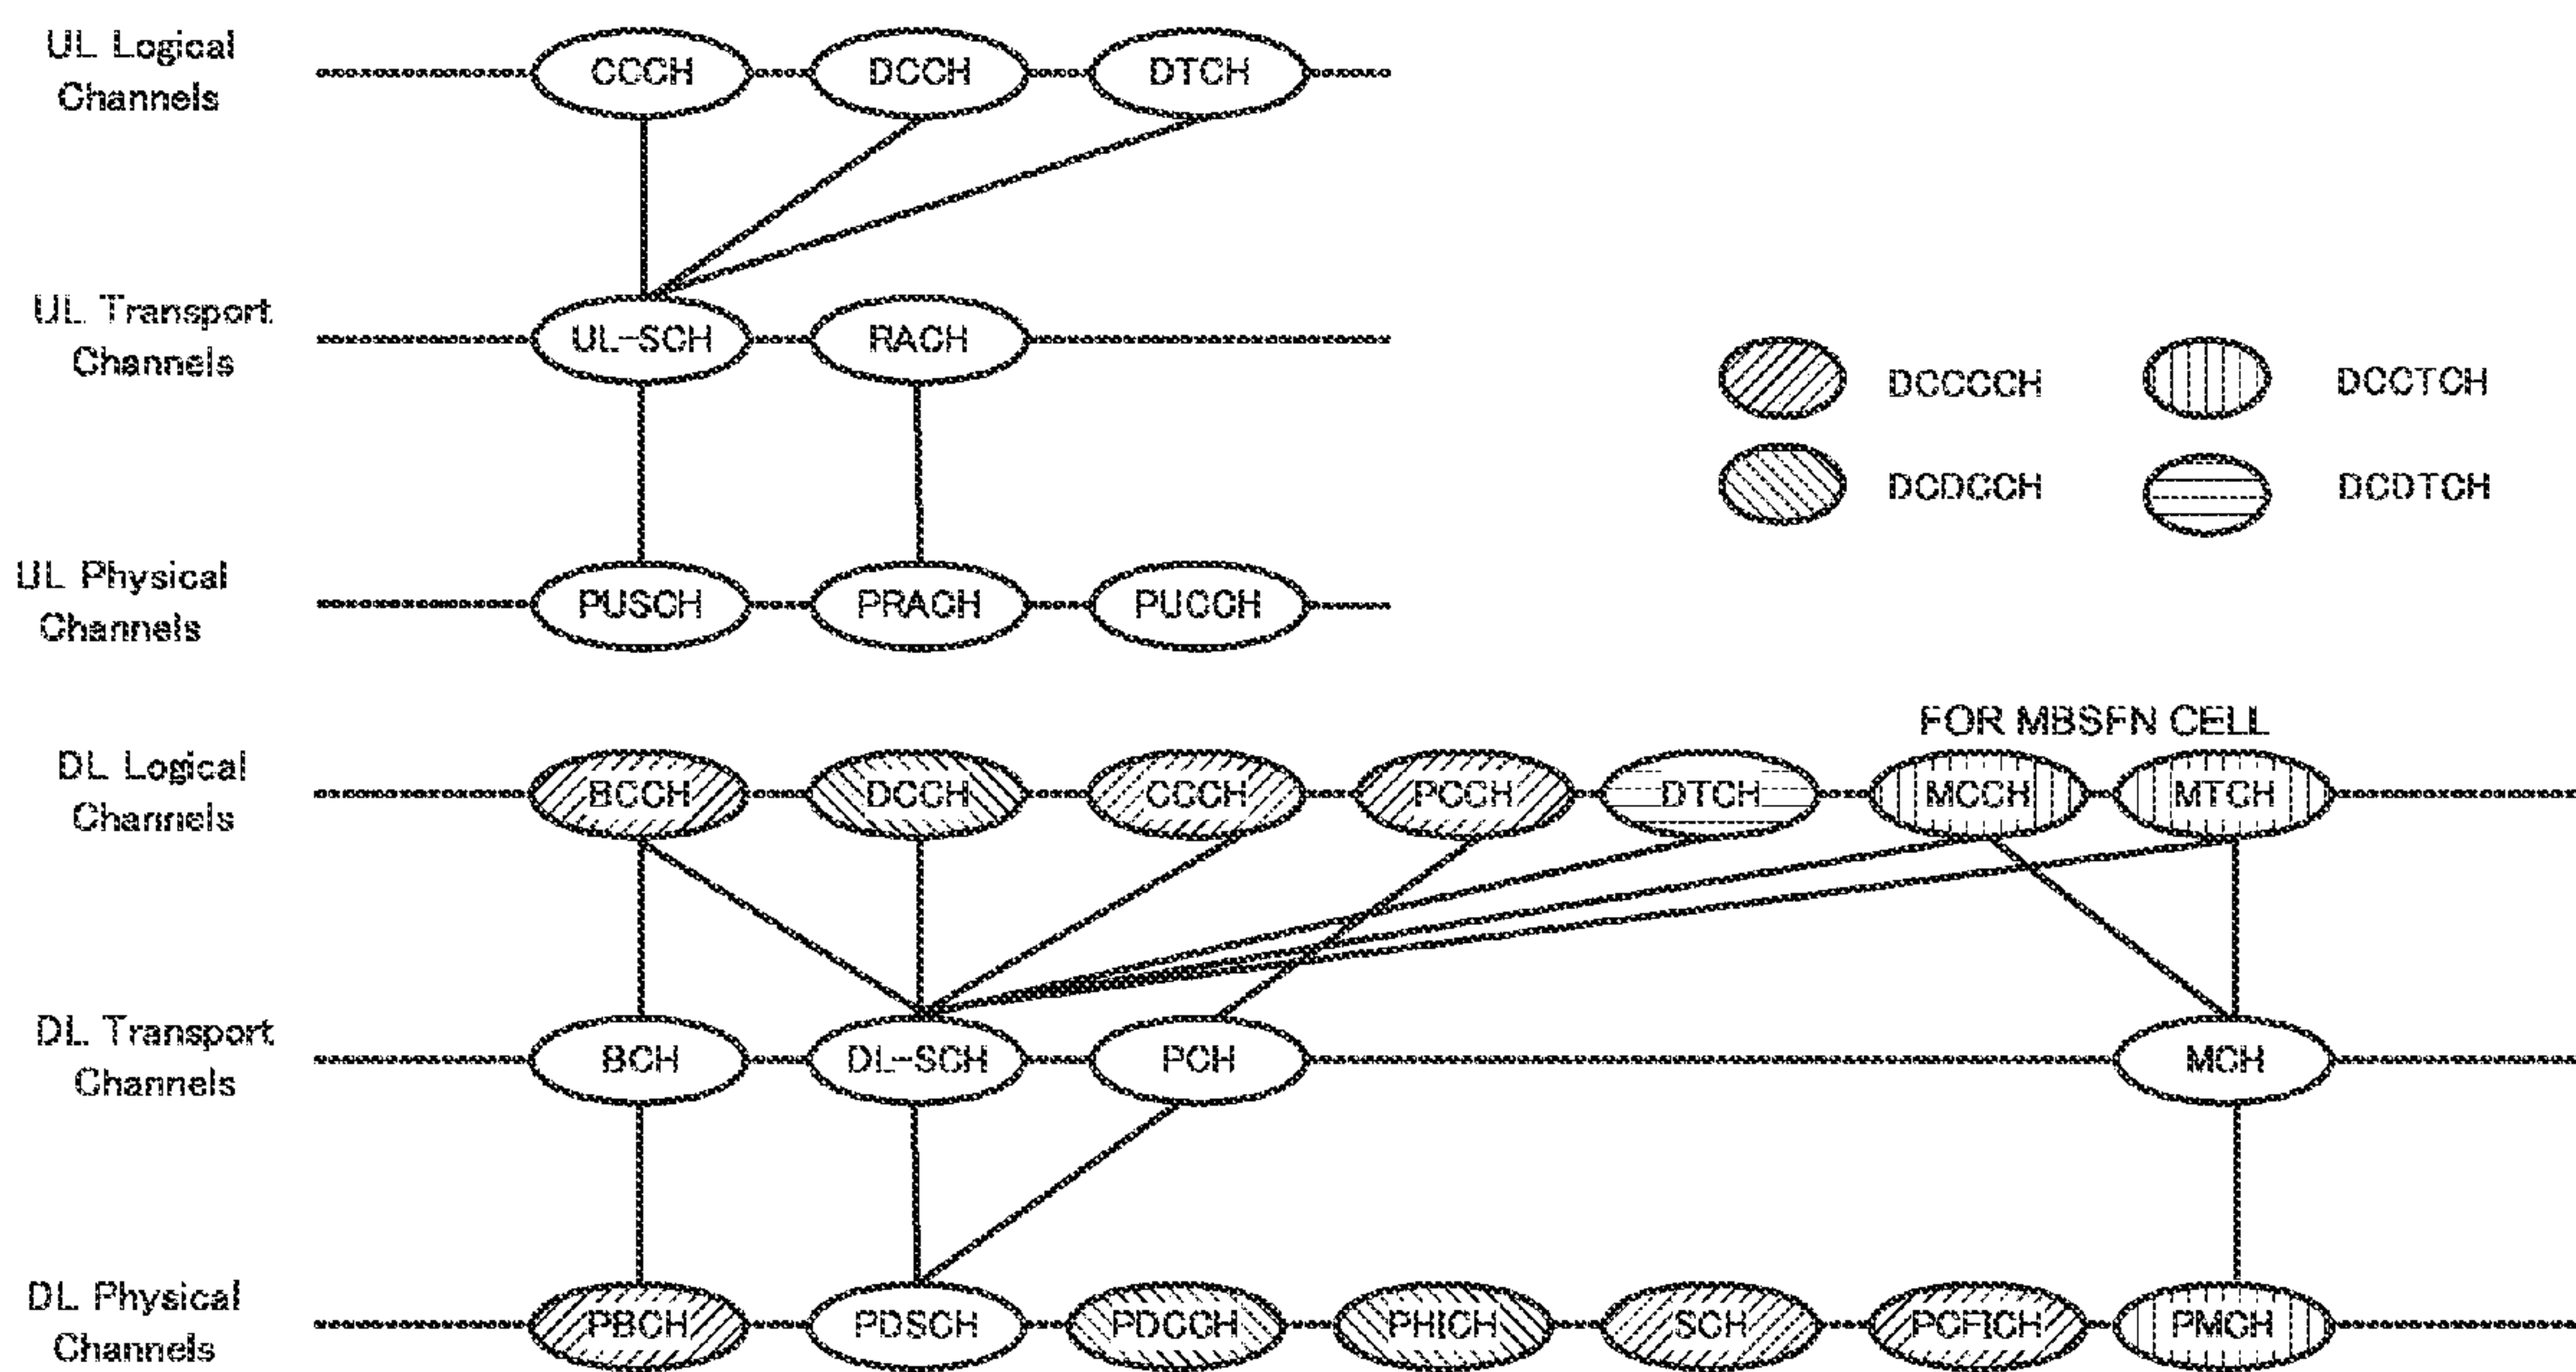 UL Logical
Channels
CCCH DCCH DTCH
UL Transport
Channels
UL-SCH RACH
DCCCCH DCCTCH
DCDCCH DCDTCH
UL Physical
Channels
PUSCH PRACH PUCCH
FOR MBSFN CELL
DL Logical
Channels
BCCH DCCH CCCH PCCH DTCH MCCH MTCH
DL Transport
Channels
BCH DL-SCH PCH MCH
DL Physical
Channels
PBCH PDSCH PDCCH PHICH SCH PCFICH PMCH